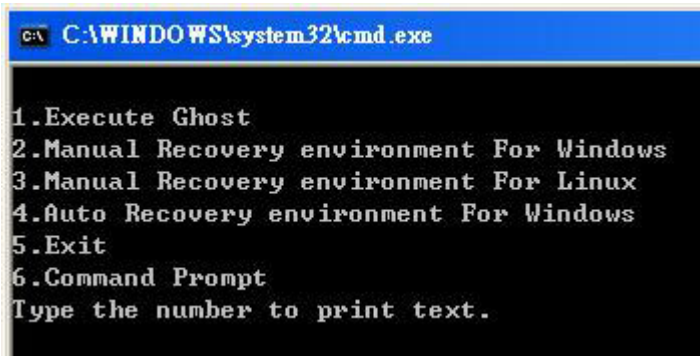 C:\WINDOWS\system32\cmd.exe
1.Execute Ghost
2.Manual Recovery environment For Windows
3.Manual Recovery environment For Linux
4.Auto Recovery environment For Windows
5.Exit
6.Command Prompt
Type the number to print text.